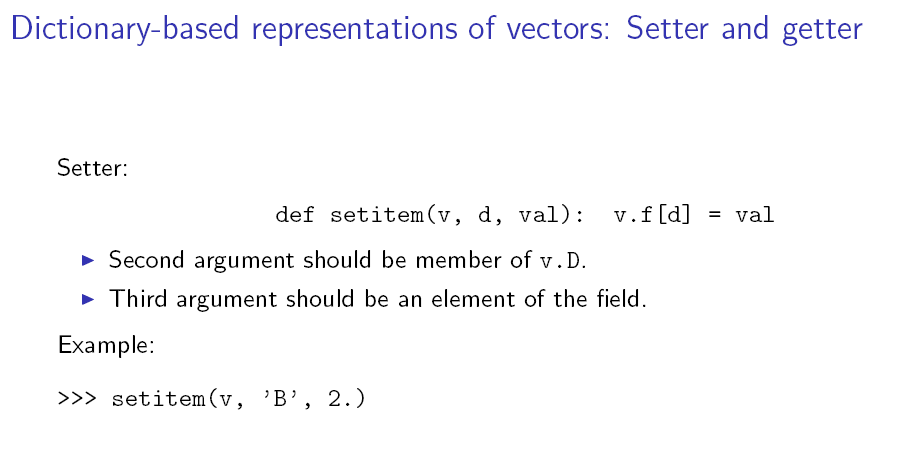 Dictionary-based representations of vectors: Setter and getter
Setter:
def setitem(v, d, val): v.f[d] = val
▶ Second argument should be member of v.D.
▶ Third argument should be an element of the field.
Example:
>>> setitem(v, ’B’, 2.)